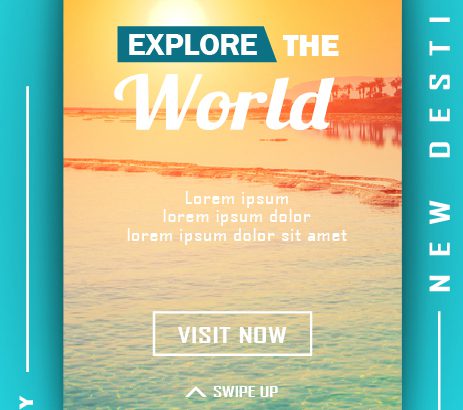 EXPLORE THE
World
Lorem ipsum
lorem ipsum dolor
lorem ipsum dolor sit amet
VISIT NOW
SWIPE UP
NEW DESTI
Y